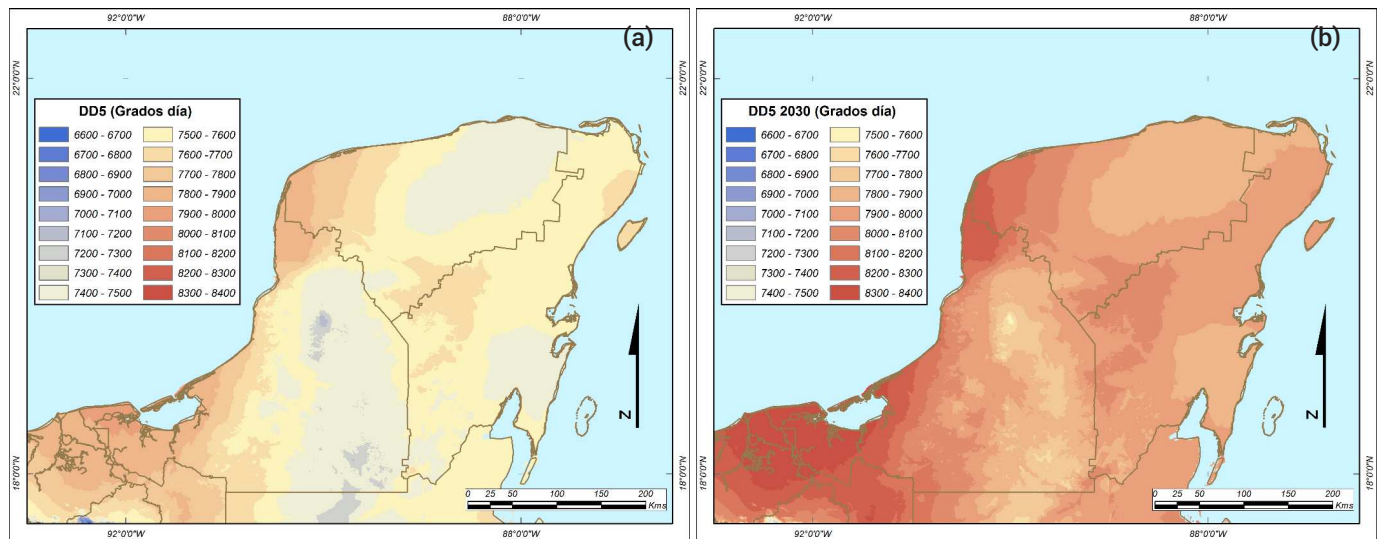 92°0'0"W
88°0'0"W
(a)
22°0'0"N
22°0'0"N
DD5 (Grados día)
6600 - 6700
7500 - 7600
6700 - 6800
7600 -7700
6800 - 6900
7700 - 7800
6900 - 7000
7800 - 7900
7000 - 7100
7900 - 8000
7100 - 7200
8000 - 8100
7200 - 7300
8100 - 8200
7300 - 7400
8200 - 8300
7400 - 7500
8300 - 8400
N
18°0'0"N
18°0'0"N
0 25 50 100 150 200
Kms
92°0'0"W
88°0'0"W
92°0'0"W
88°0'0"W
(b)
22°0'0"N
DD5 2030 (Grados día)
6600 - 6700
7500 - 7600
6700 - 6800
7600 -7700
6800 - 6900
7700 - 7800
6900 - 7000
7800 - 7900
7000 - 7100
7900 - 8000
7100 - 7200
8000 - 8100
7200 - 7300
8100 - 8200
7300 - 7400
8200 - 8300
7400 - 7500
8300 - 8400
N
18°0'0"N
0 25 50 100 150 200
Kms
92°0'0"W
88°0'0"W